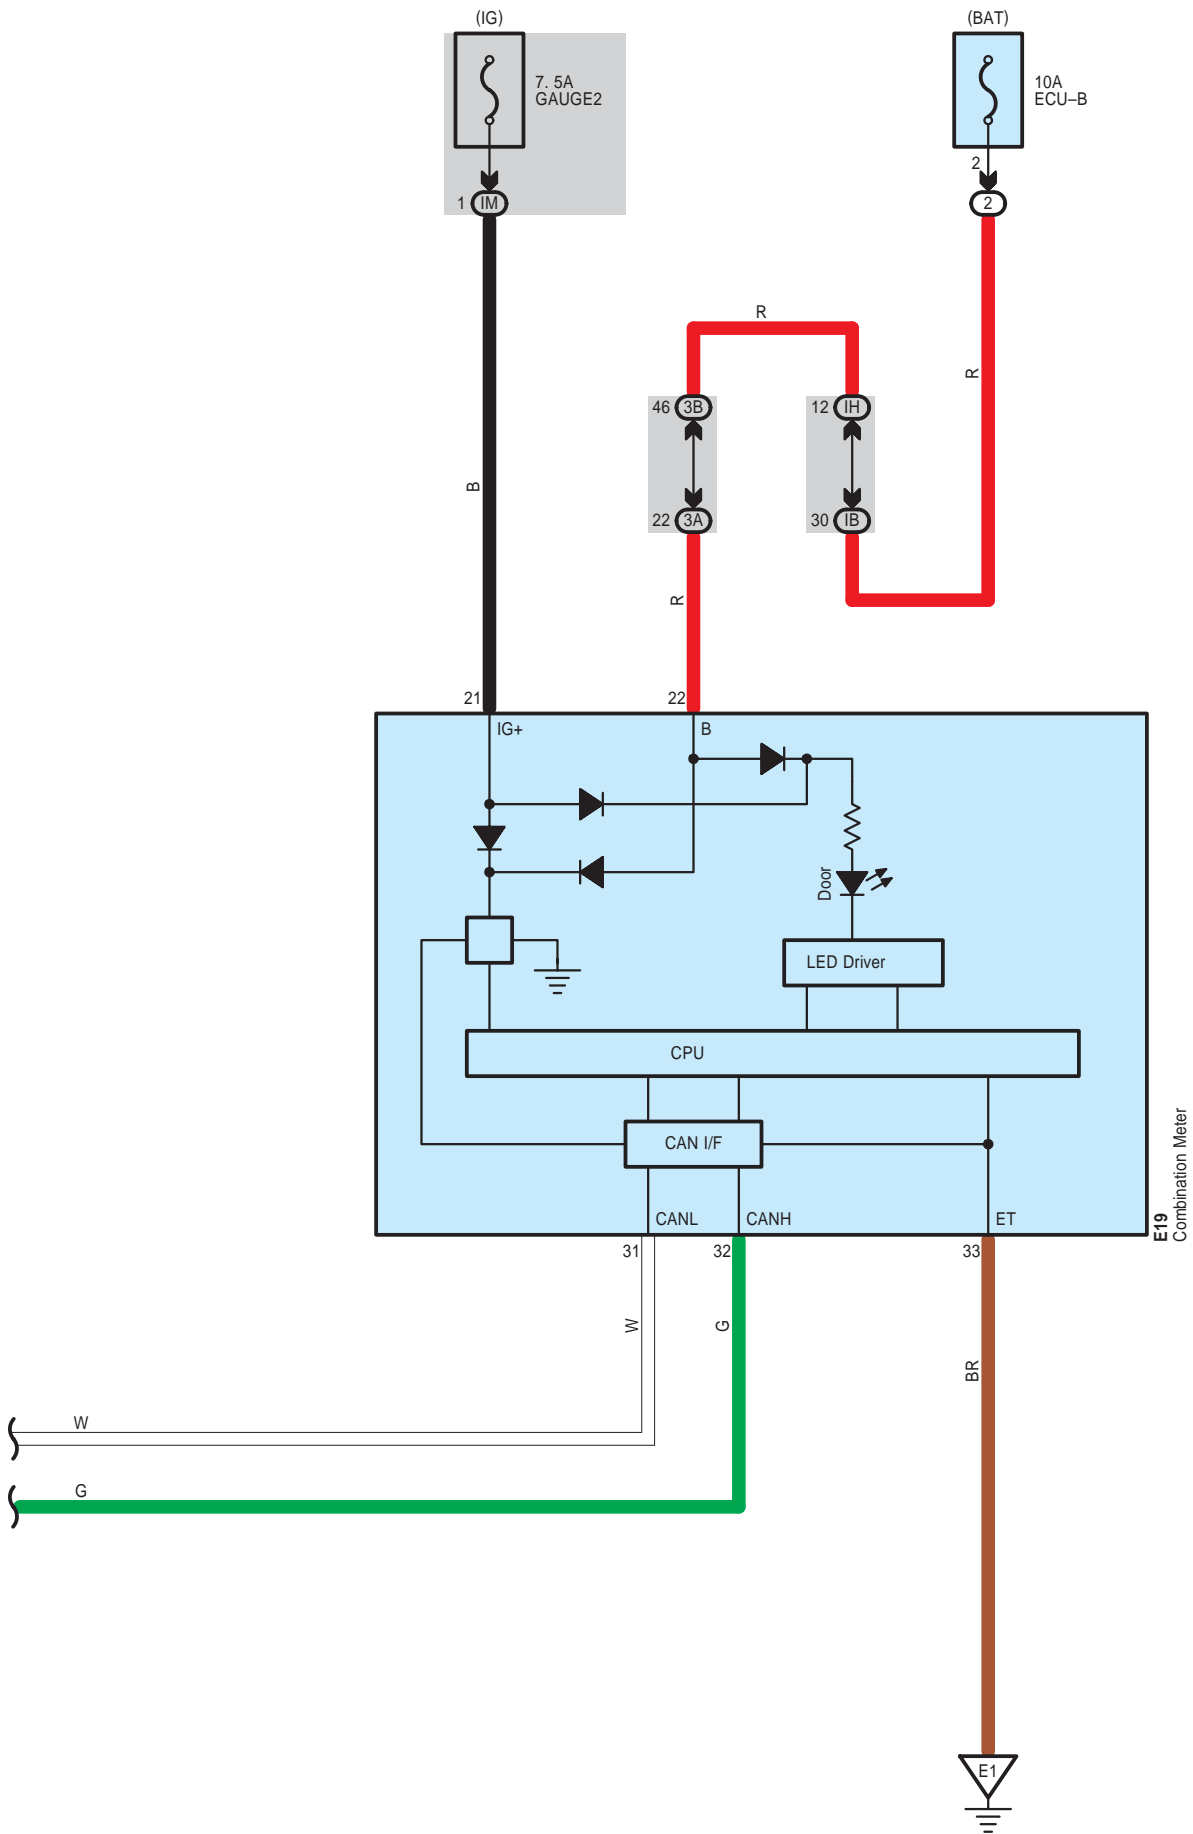 (IG)
(BAT)
7. 5A
GAUGE2
10A
ECU–B
2
1 IM
2
R
R
46 3B
12 IH
B
22 3A
30 IB
R
21
22
IG+
B
Door
LED Driver
CPU
CAN I/F
CANL
CANH
ET
E19
Combination Meter
31
32
33
W
G
BR
W
G
E1